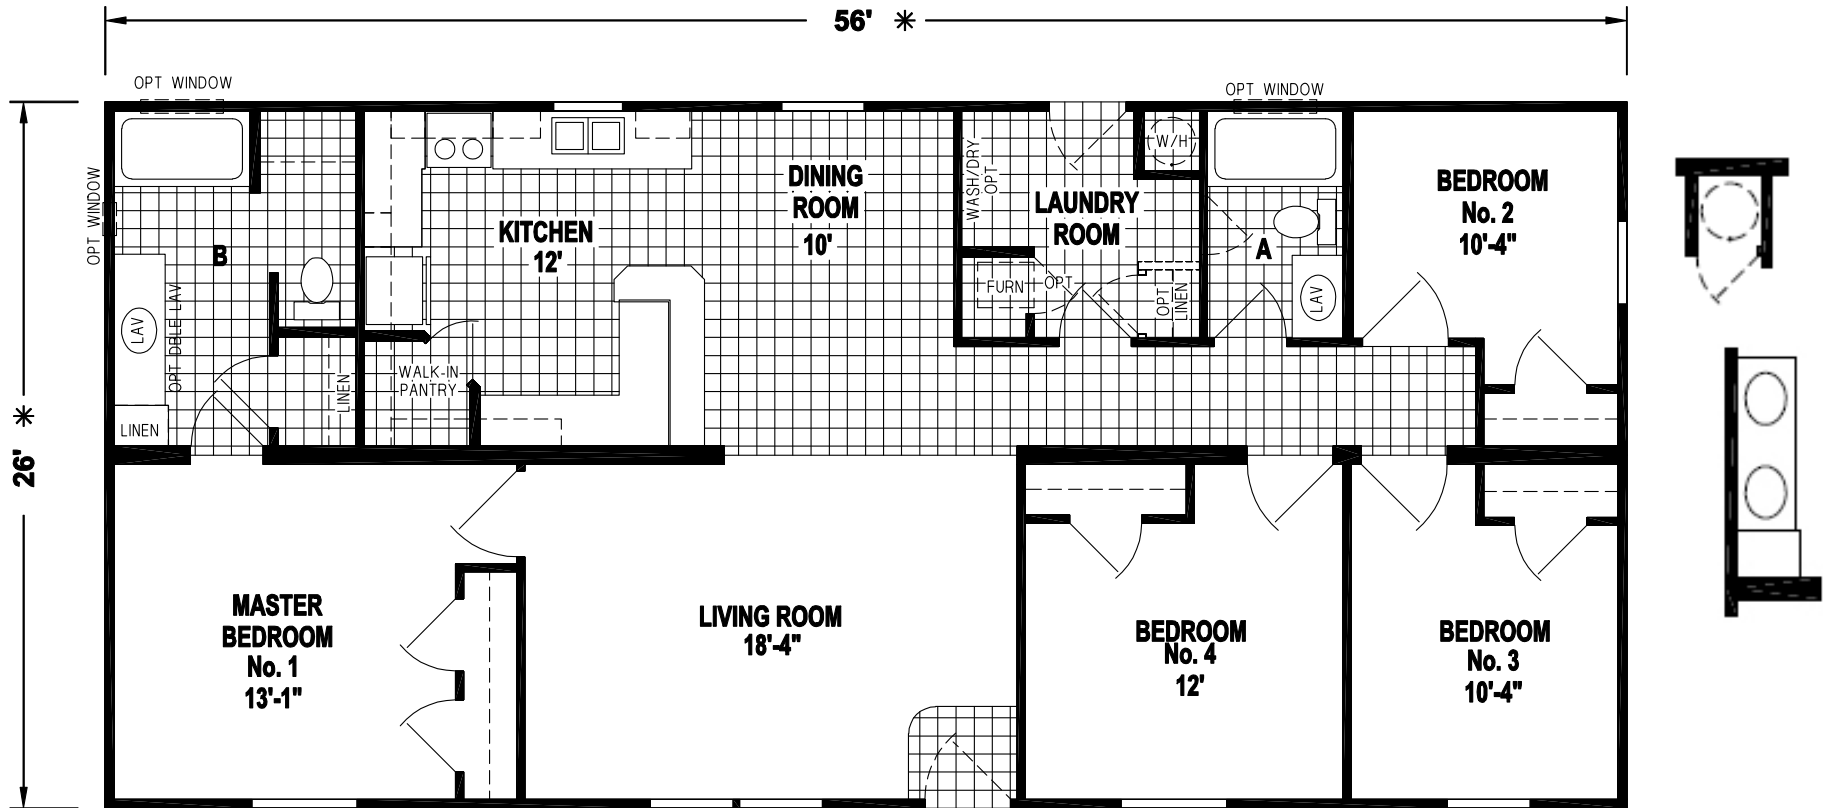 56' ✳
OPT WINDOW
OPT WINDOW
OPT WINDOW
26' ✳
B
LAV
OPT DBLE LAV
LINEN
LINEN
KITCHEN
12'
WALK-IN
PANTRY
DINING
ROOM
10'
WASH/DRY
OPT
LAUNDRY
ROOM
W/H
FURN
OPT
OPT
LINEN
A
LAV
BEDROOM
No. 2
10'-4"
MASTER
BEDROOM
No. 1
13'-1"
LIVING ROOM
18'-4"
BEDROOM
No. 4
12'
BEDROOM
No. 3
10'-4"